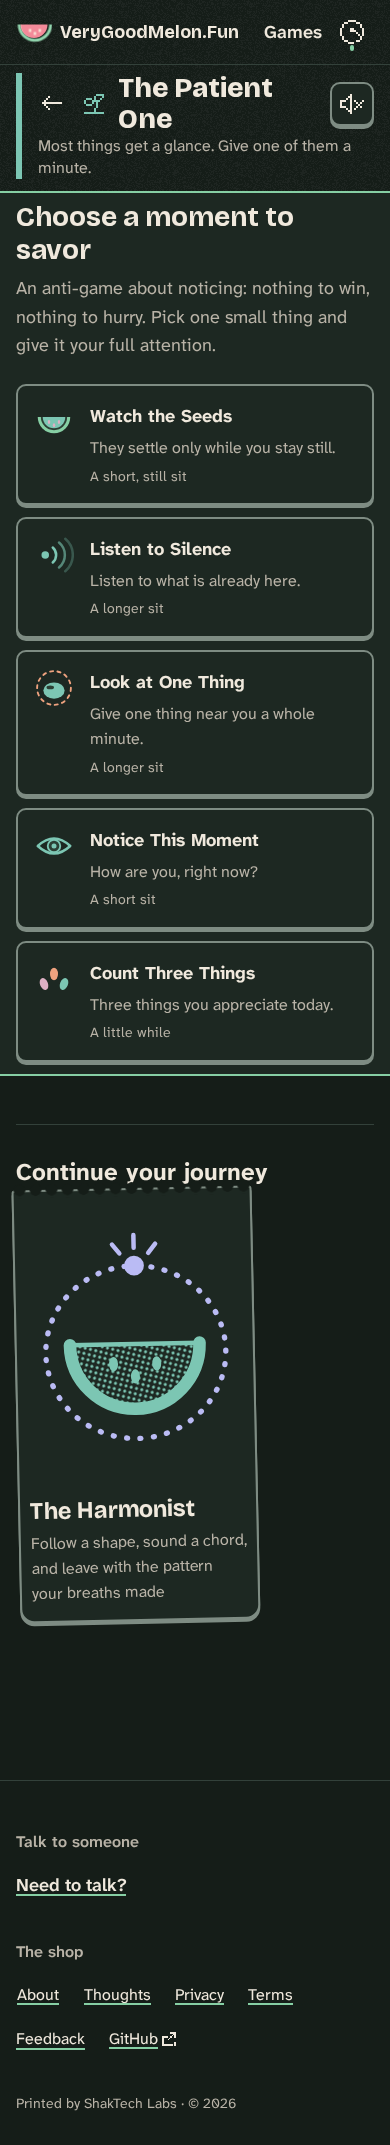 VeryGoodMelon.Fun
Games
The Patient
One
Most things get a glance. Give one of them a
minute.
Choose a moment to
savor
An anti-game about noticing: nothing to win,
nothing to hurry. Pick one small thing and
give it your full attention.
Watch the Seeds
They settle only while you stay still.
A short, still sit
Listen to Silence
Listen to what is already here.
A longer sit
Look at One Thing
Give one thing near you a whole
minute.
A longer sit
Notice This Moment
How are you, right now?
A short sit
Count Three Things
Three things you appreciate today.
A little while
Continue your journey
The Harmonist
Follow a shape, sound a chord,
and leave with the pattern
your breaths made
Talk to someone
Need to talk?
The shop
About Thoughts Privacy Terms
Feedback GitHub
Printed by ShakTech Labs · © 2026